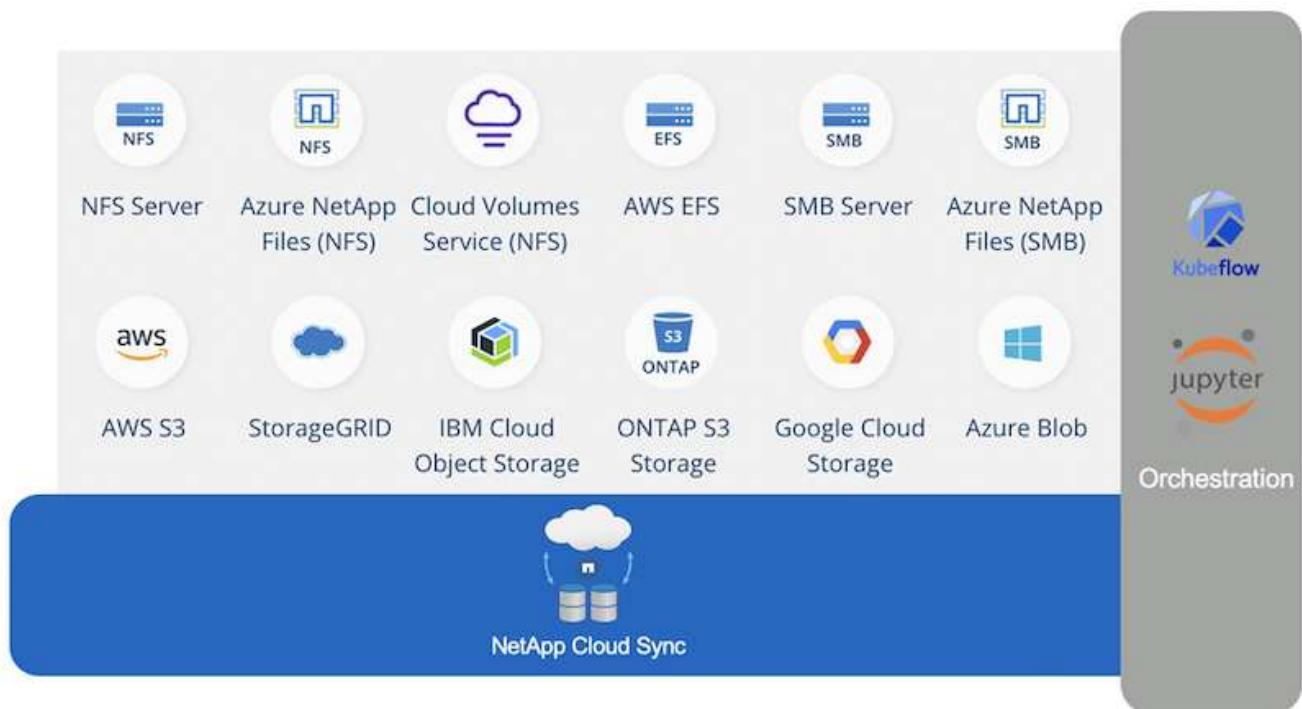 NFS
NFS
EFS
SMB
SMB
NFS Server
Azure NetApp
Files (NFS)
Cloud Volumes
Service (NFS)
AWS EFS
SMB Server
Azure NetApp
Files (SMB)
aws
S3
ONTAP
AWS S3
StorageGRID
IBM Cloud
Object Storage
ONTAP S3
Storage
Google Cloud
Storage
Azure Blob
NetApp Cloud Sync
Kubeflow
jupyter
Orchestration